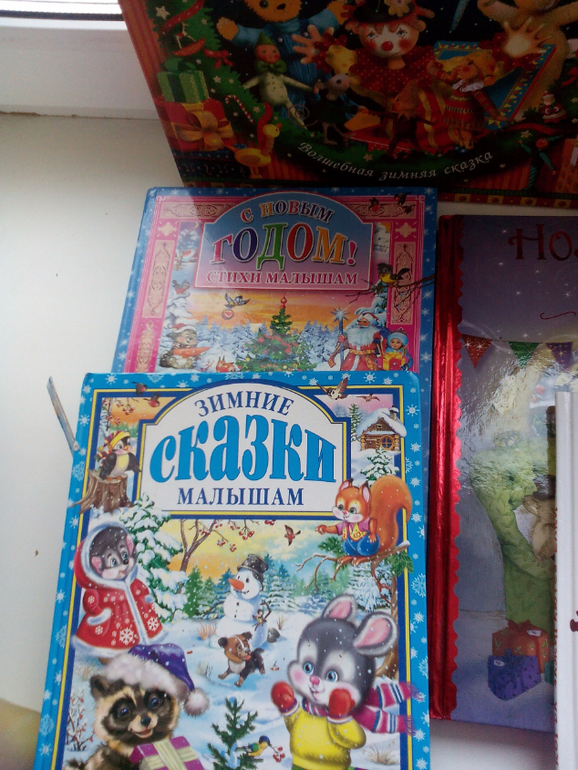 Волшебная зимняя сказка
С НОВЫМ
ГОДОМ!
СТИХИ МАЛЫШАМ
ЗИМНИЕ
сказки
МАЛЫШАМ